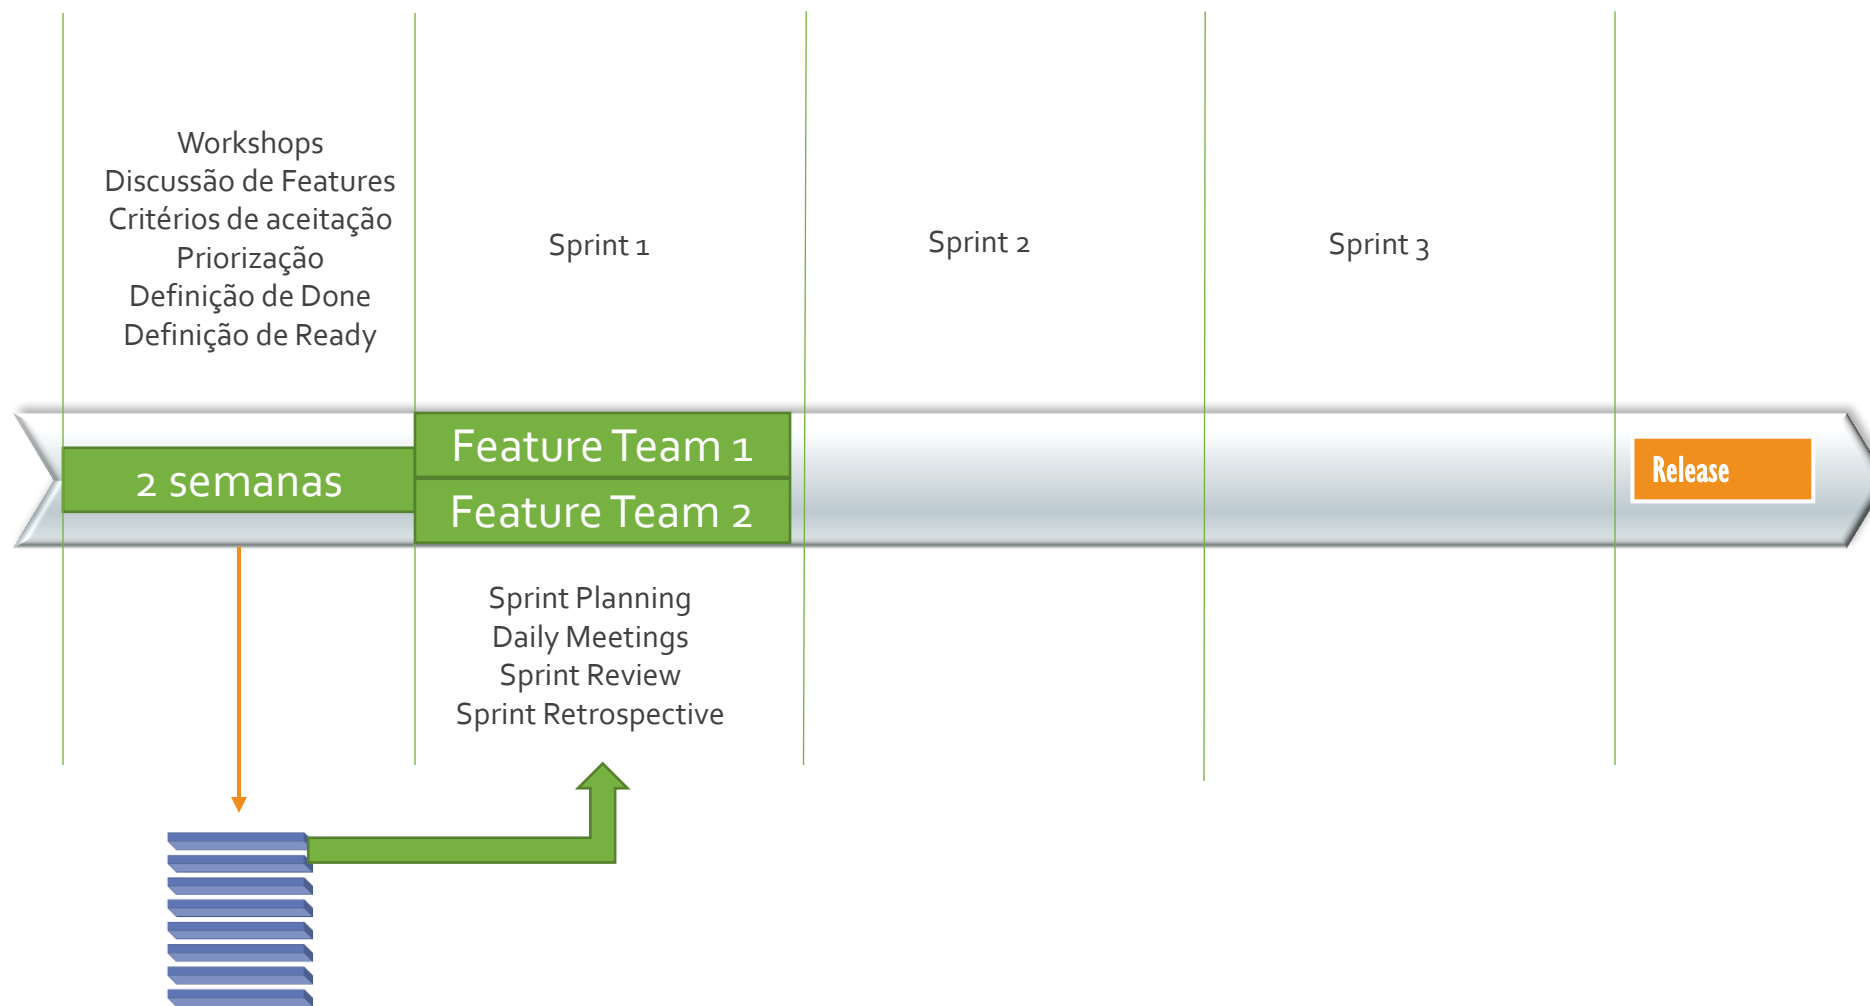 Workshops
Discussão de Features
Critérios de aceitação
Priorização
Definição de Done
Definição de Ready
Sprint 1
Sprint 2
Sprint 3
2 semanas
Feature Team 1
Feature Team 2
Release
Sprint Planning
Daily Meetings
Sprint Review
Sprint Retrospective